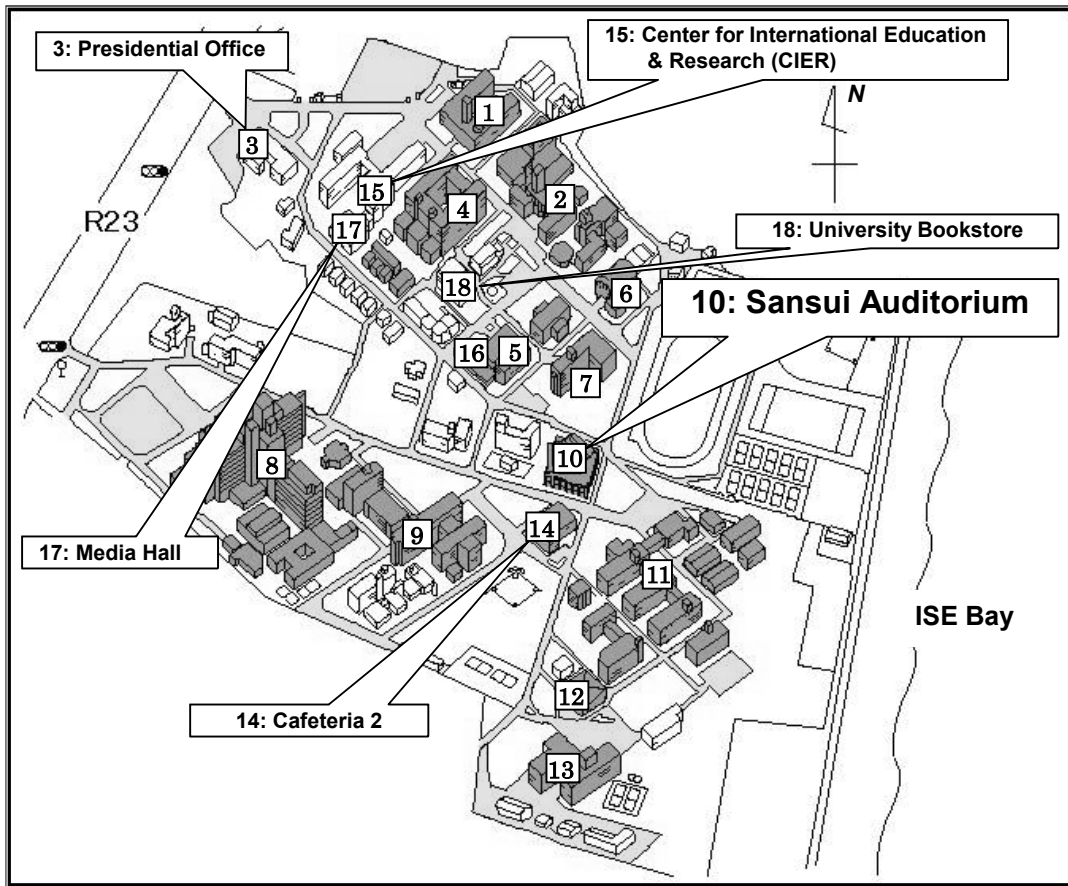 3: Presidential Office
15: Center for International Education
& Research (CIER)
N
1
3
2
15
4
17
R23
18: University Bookstore
18
6
10: Sansui Auditorium
16
5
7
10
8
14
9
17: Media Hall
11
ISE Bay
12
14: Cafeteria 2
13